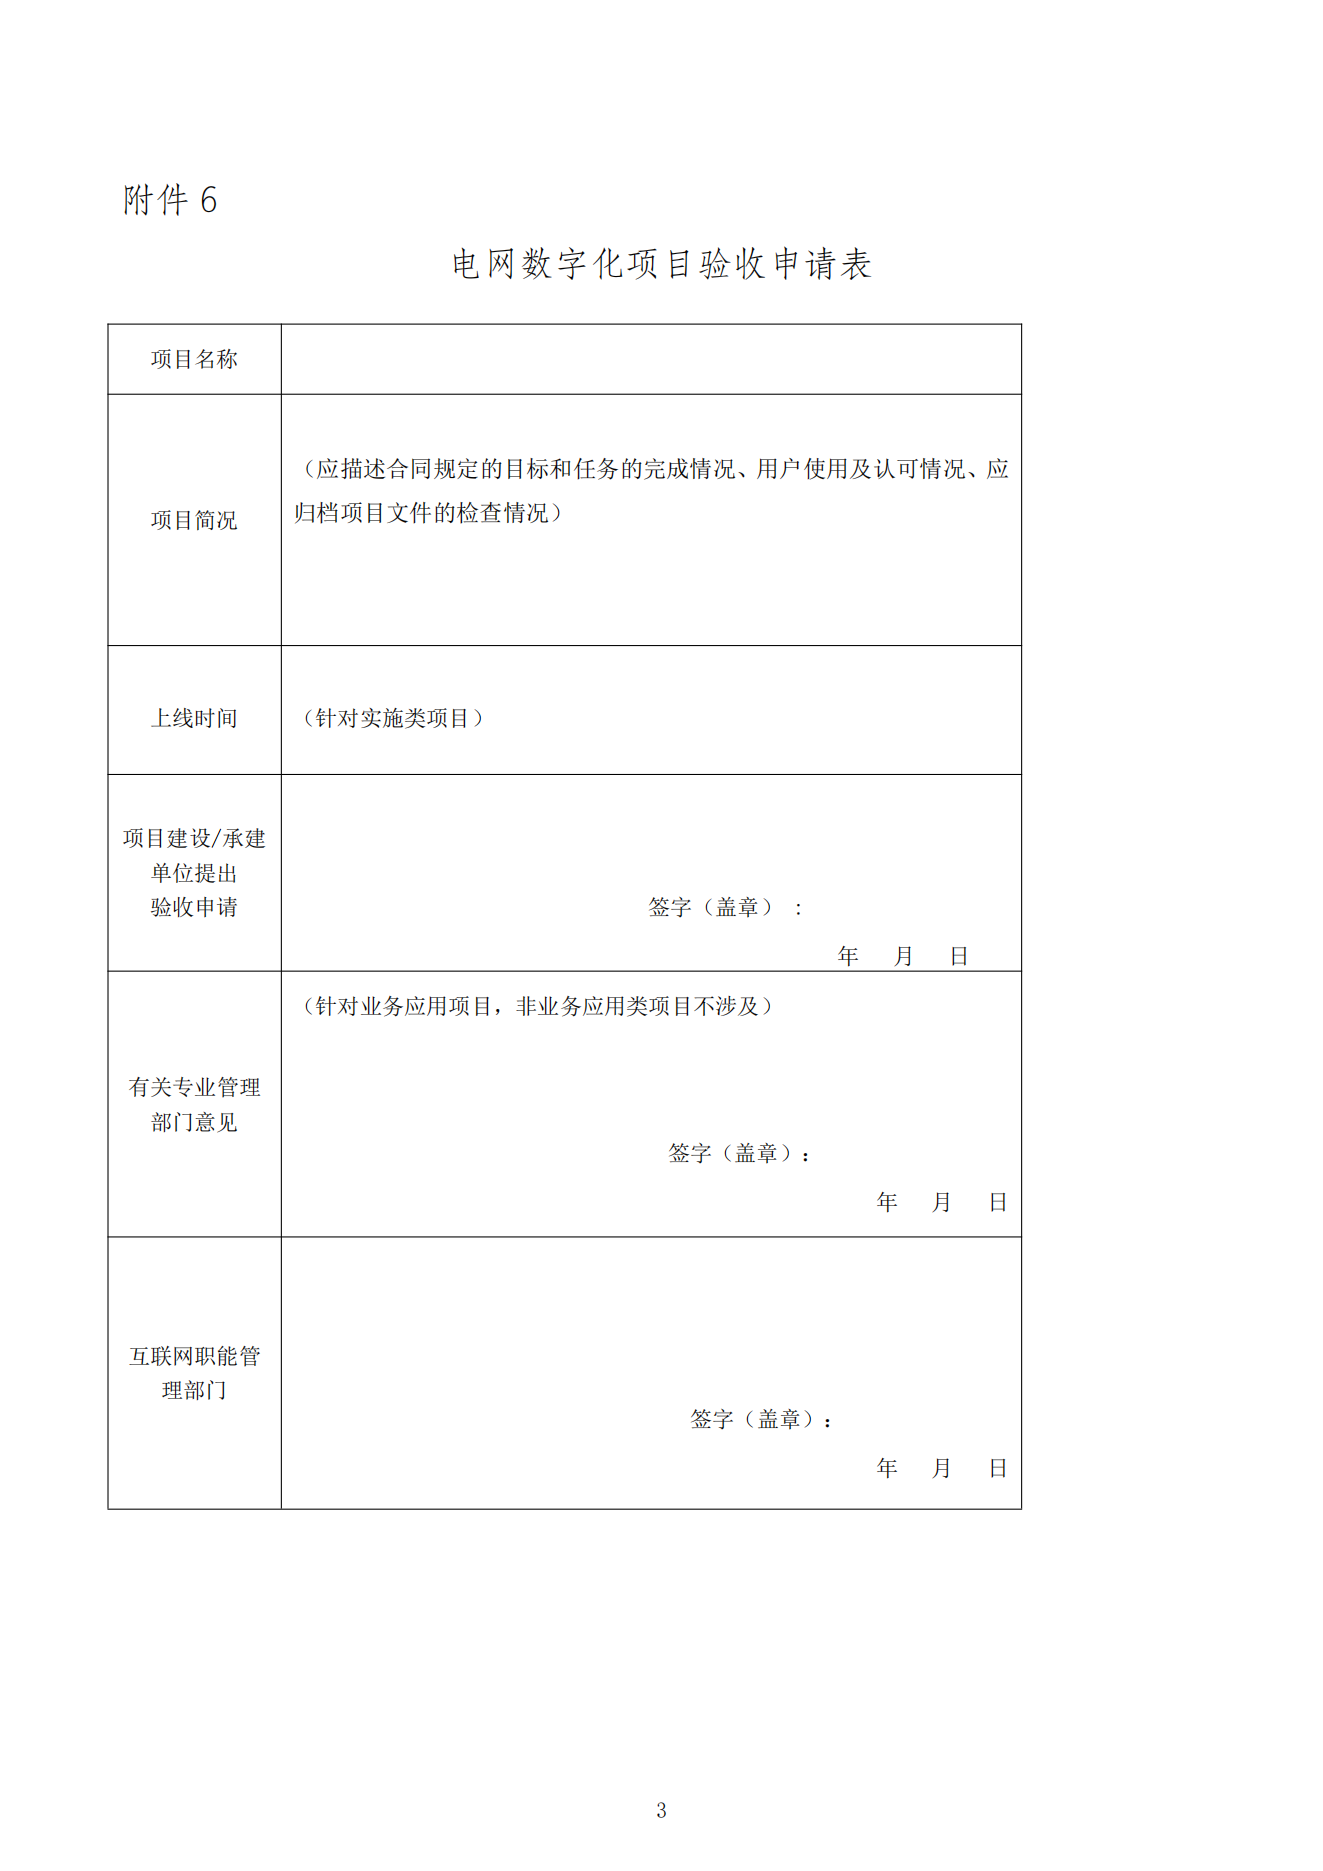 附件 6
电网数字化项目验收申请表
项目名称
项目简况
（应描述合同规定的目标和任务的完成情况、用户使用及认可情况、应
归档项目文件的检查情况）
上线时间
（针对实施类项目）
项目建设/承建
单位提出
验收申请
签字（盖章） :
年 月 日
有关专业管理
部门意见
（针对业务应用项目，非业务应用类项目不涉及）
签字（盖章）：
年 月 日
互联网职能管
理部门
签字（盖章）：
年 月 日
3